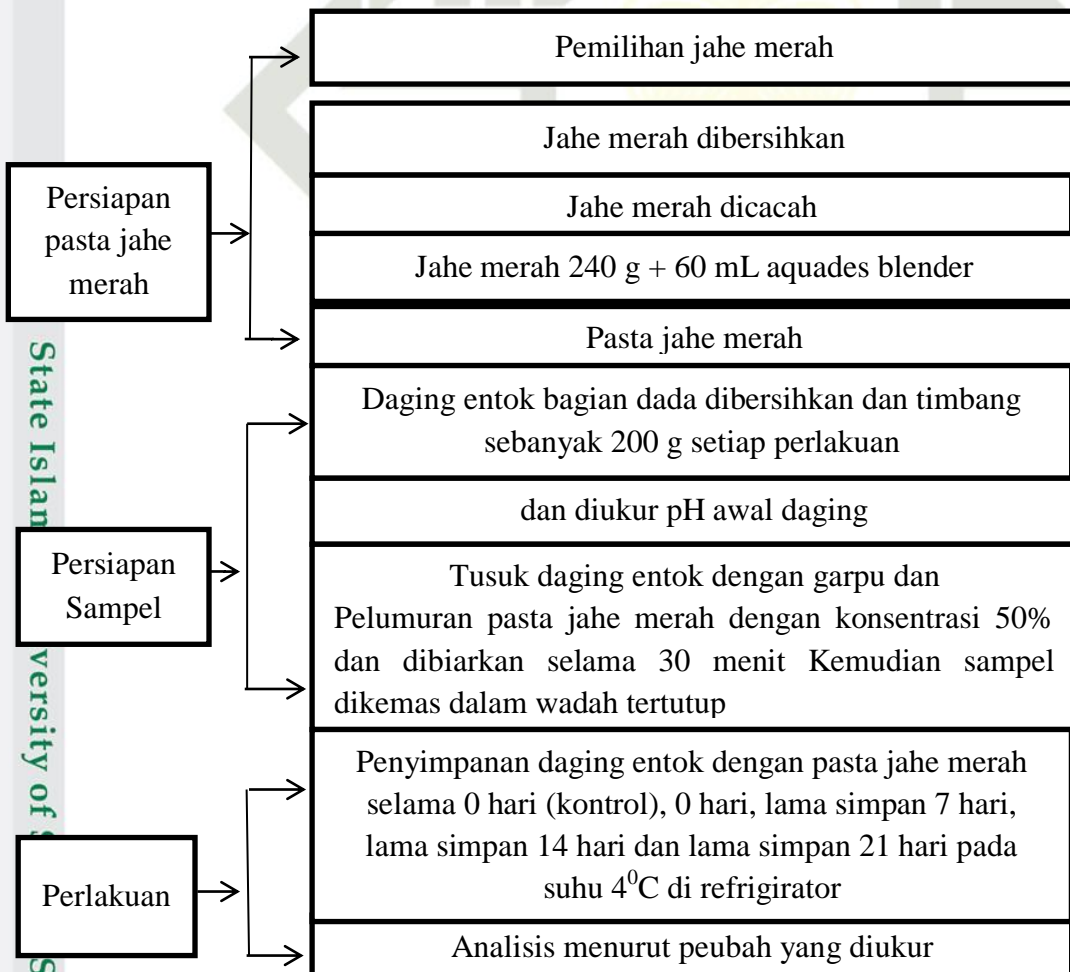 Persiapan
pasta jahe
merah
Pemilihan jahe merah
Jahe merah dibersihkan
Jahe merah dicacah
Jahe merah 240 g + 60 mL aquades blender
Pasta jahe merah
Persiapan
Sampel
Daging entok bagian dada dibersihkan dan timbang
sebanyak 200 g setiap perlakuan
dan diukur pH awal daging
Tusuk daging entok dengan garpu dan
Pelumuran pasta jahe merah dengan konsentrasi 50%
dan dibiarkan selama 30 menit Kemudian sampel
dikemas dalam wadah tertutup
Perlakuan
Penyimpanan daging entok dengan pasta jahe merah
selama 0 hari (kontrol), 0 hari, lama simpan 7 hari,
lama simpan 14 hari dan lama simpan 21 hari pada
suhu 4⁰C di refrigirator
Analisis menurut peubah yang diukur
State of